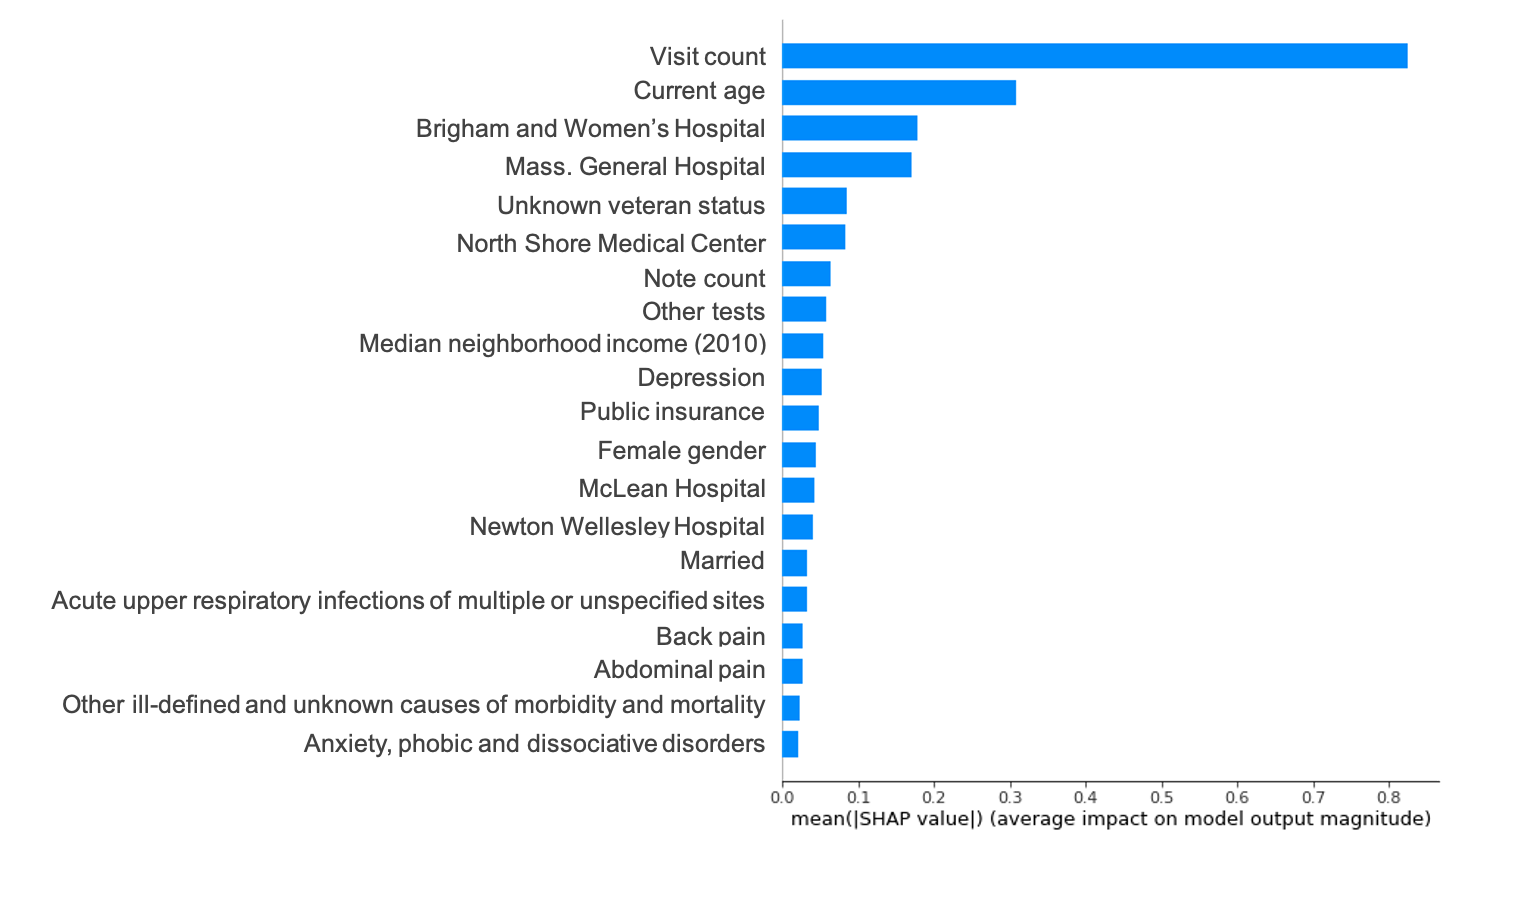 Visit count
Current age
Brigham and Women’s Hospital
Mass. General Hospital
Unknown veteran status
North Shore Medical Center
Note count
Other tests
Median neighborhood income (2010)
Depression
Public insurance
Female gender
McLean Hospital
Newton Wellesley Hospital
Married
Acute upper respiratory infections of multiple or unspecified sites
Back pain
Abdominal pain
Other ill-defined and unknown causes of morbidity and mortality
Anxiety, phobic and dissociative disorders
0.0 0.1 0.2 0.3 0.4 0.5 0.6 0.7 0.8
mean(|SHAP value|) (average impact on model output magnitude)